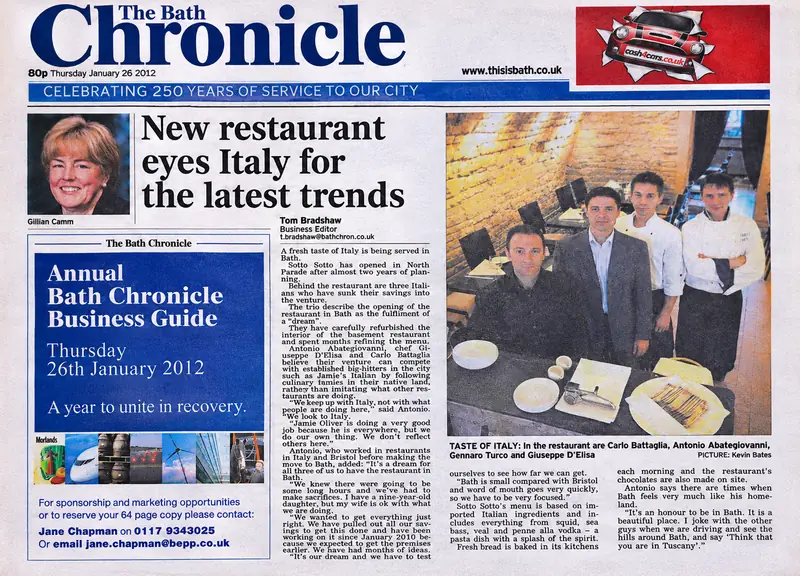 The Bath
Chronicle
80p Thursday January 26 2012
www.thisisbath.co.uk
cash4cars.co.uk
CELEBRATING 250 YEARS OF SERVICE TO OUR CITY
Gillian Camm
New restaurant
eyes Italy for
the latest trends
The Bath Chronicle
Annual
Bath Chronicle
Business Guide
Thursday
26th January 2012
A year to unite in recovery.
Morlands
For sponsorship and marketing opportunities
or to reserve your 64 page copy please contact:
Jane Chapman on 0117 9343025
Or email jane.chapman@bepp.co.uk
Tom Bradshaw
Business Editor
t.bradshaw@bathchron.co.uk
A fresh taste of Italy is being served in
Bath.
Sotto Sotto has opened in North
Parade after almost two years of plan-
ning.
Behind the restaurant are three Itali-
ans who have sunk their savings into
the venture.
The trio describe the opening of the
restaurant in Bath as the fulfilment of
a "dream".
They have carefully refurbished the
interior of the basement restaurant
and spent months refining the menu.
Antonio Abategiovanni, chef Gi-
useppe D'Elisa and Carlo Battaglia
believe their venture can compete
with established big-hitters in the city
such as Jamie's Italian by following
culinary famies in their native land,
rather than imitating what other res-
taurants are doing.
"We keep up with Italy, not with what
people are doing here," said Antonio.
"We look to Italy.
"Jamie Oliver is doing a very good
job because he is everywhere, but we
do our own thing. We don't reflect
others here."
Antonio, who worked in restaurants
in Italy and Bristol before making the
move to Bath, added: "It's a dream for
all three of us to have the restaurant
in Bath.
"We knew there were going to be
some long hours and we've had to
make sacrifices. I have a nine-year-old
daughter, but my wife is ok with what
we are doing.
"We wanted to get everything just
right. We have pulled all our sav-
ings to get this done and have been
working on it since January 2010 be-
cause we expected to get the premises
earlier. We have had months of ideas.
"It's our dream and we have to test
TASTE OF ITALY: In the restaurant are Carlo Battaglia, Antonio Abategiovanni,
Gennaro Turco and Giuseppe D'Elisa
PICTURE: Kevin Bates
ourselves to see how far we can get.
"Bath is small compared with Bristol
and word of mouth goes very quickly,
so we have to be very focused."
Sotto Sotto's menu is based on im-
ported Italian ingredients and in-
cludes everything from squid, sea
bass, veal and penne alla vodka – a
pasta dish with a splash of the spirit.
Fresh bread is baked in its kitchens
each morning and the restaurant's
chocolates are also made on site.
Antonio says there are times when
Bath feels very much like his home-
land.
"It's an honour to be in Bath. It is a
beautiful place. I joke with the other
guys when we are driving and see the
hills around Bath, and say 'Think that
you are in Tuscany'."